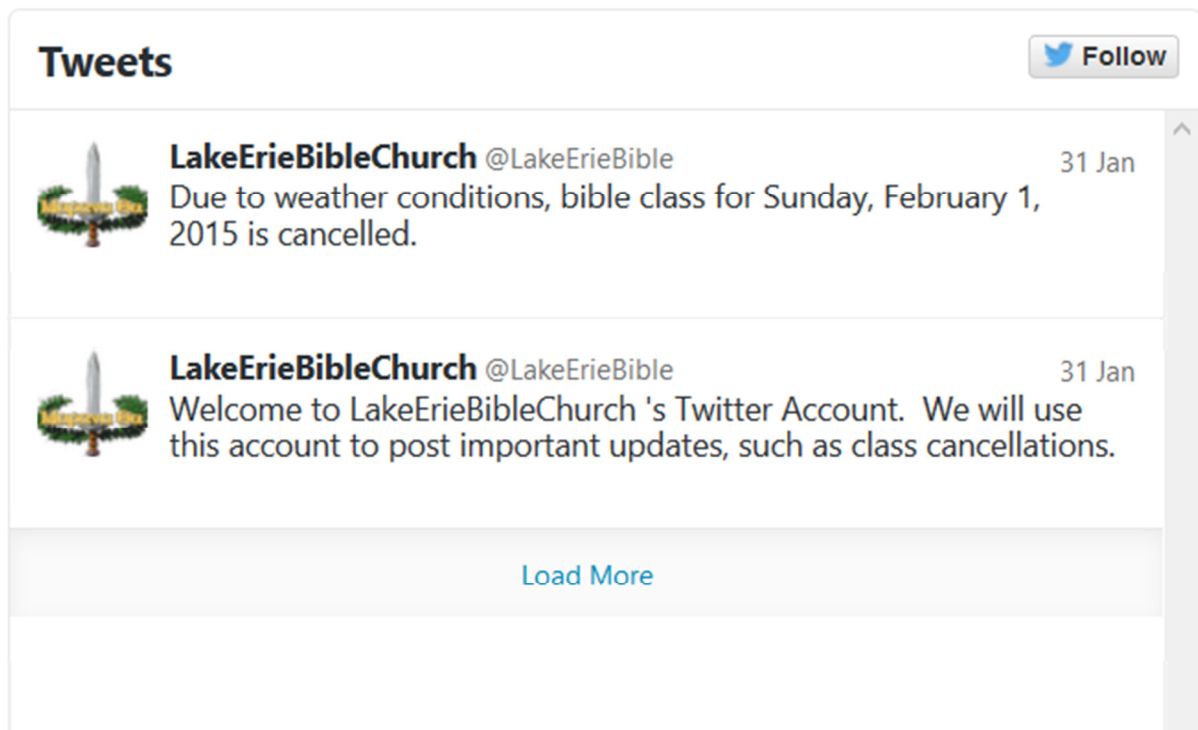 Tweets
Follow
LakeErieBibleChurch @LakeErieBible 31 Jan
Due to weather conditions, bible class for Sunday, February 1,
2015 is cancelled.
LakeErieBibleChurch @LakeErieBible 31 Jan
Welcome to LakeErieBibleChurch 's Twitter Account.  We will use
this account to post important updates, such as class cancellations.
Load More